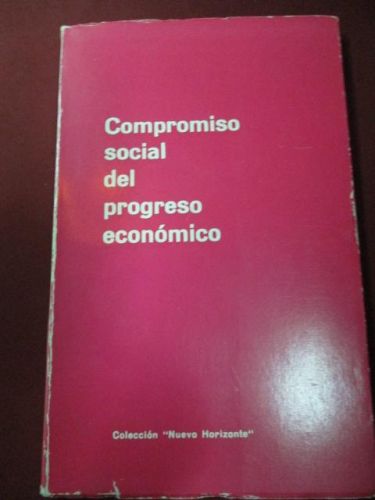 Compromiso
social
del
progreso
económico
Colección "Nuevo Horizonte"